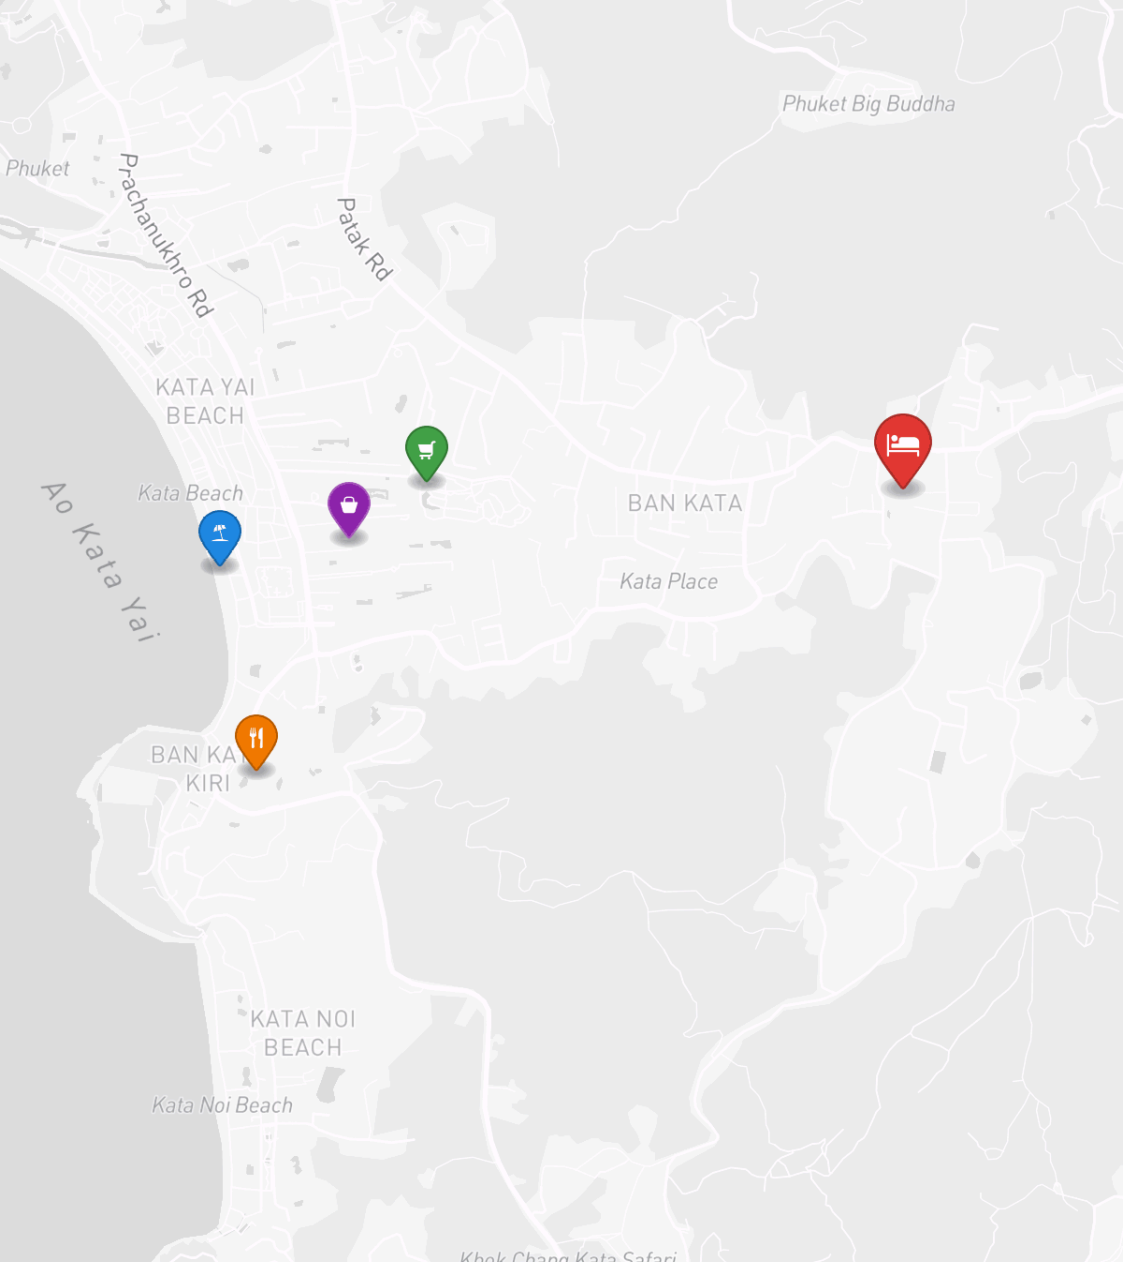 Phuket Big Buddha
Phuket
Prachanukhro Rd
Patak Rd
KATA YAI
BEACH
Kata Beach
BAN KATA
Ao Kata Yai
Kata Place
BAN KA
KIRI
KATA NOI
BEACH
Kata Noi Beach
Khok Chang Kata Safari